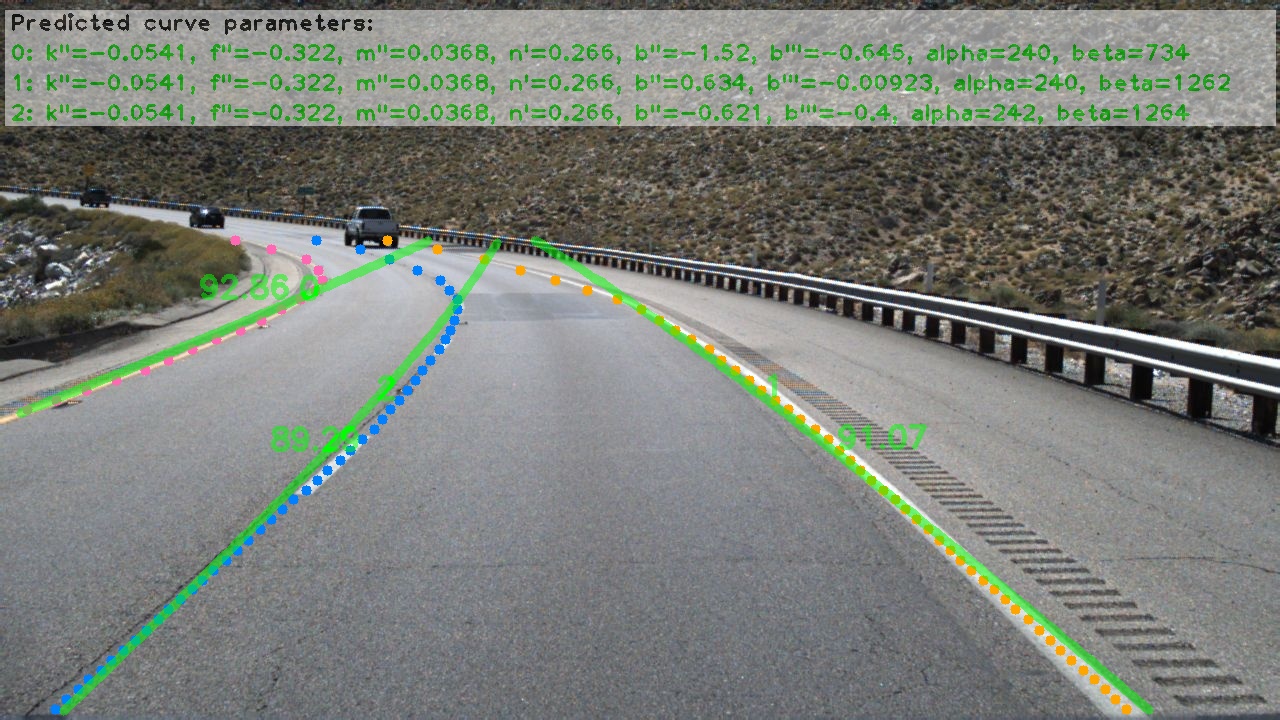 Predicted curve parameters:
0: k''=-0.0541, f''=-0.322, m''=0.0368, n'=0.266, b''=-1.52, b'''=-0.645, alpha=240, beta=734
1: k''=-0.0541, f''=-0.322, m''=0.0368, n'=0.266, b''=0.634, b'''=-0.00923, alpha=240, beta=1262
2: k''=-0.0541, f''=-0.322, m''=0.0368, n'=0.266, b''=-0.621, b'''=-0.4, alpha=242, beta=1264
92.86 0
2
1
91.07